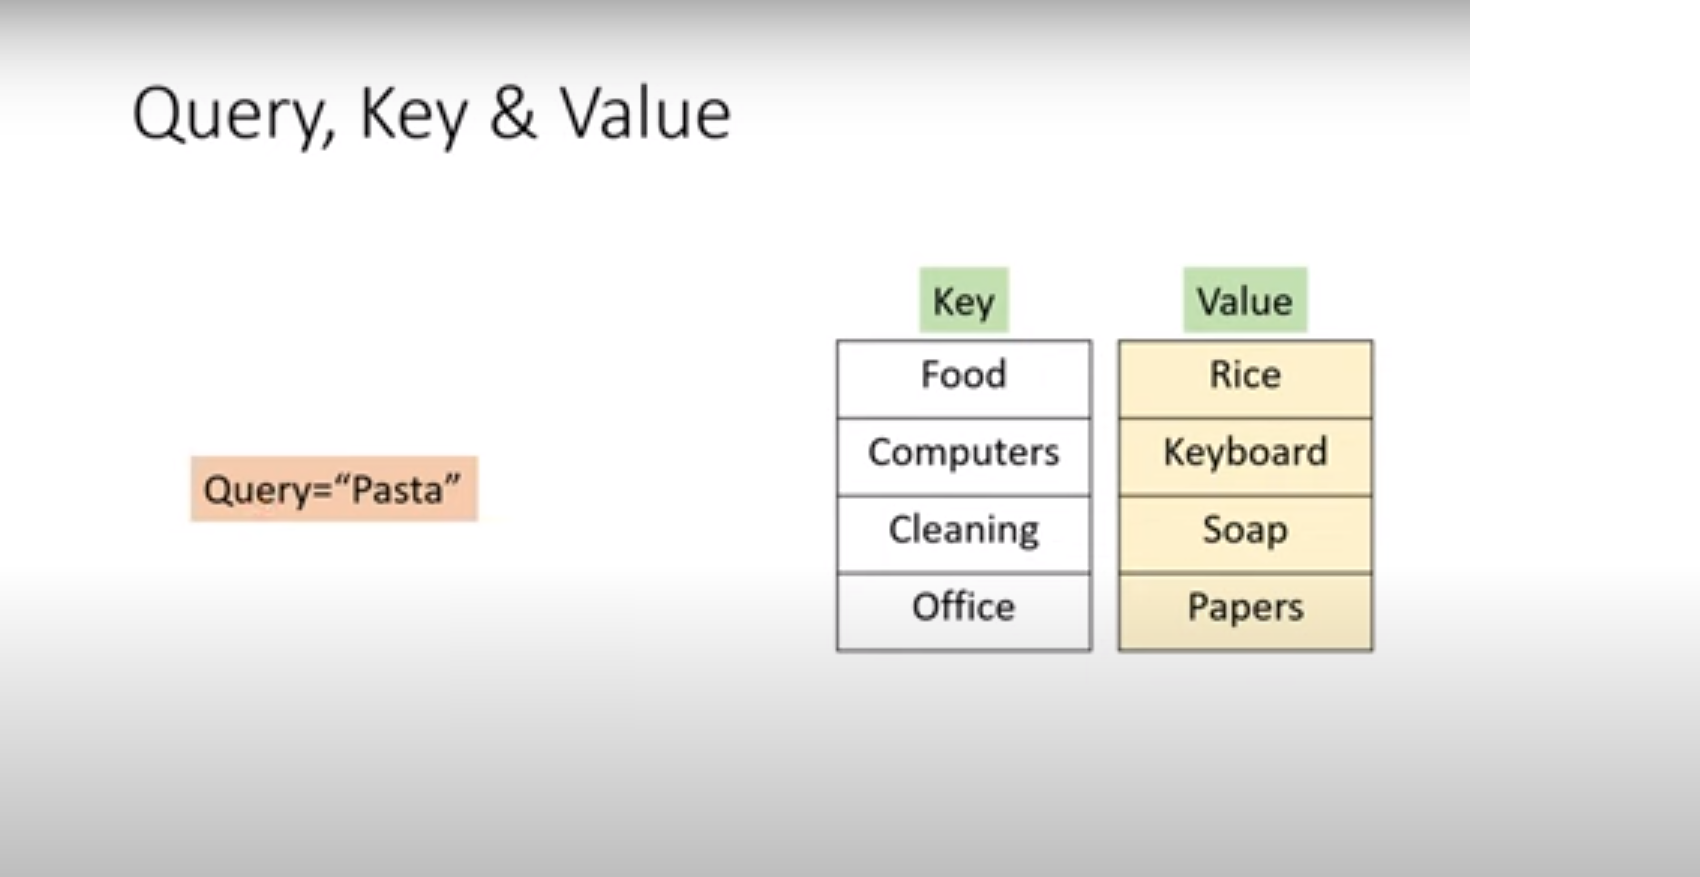 Query, Key & Value
Key Value
Food Rice
Computers Keyboard
Query=“Pasta”
Cleaning Soap
Office Papers